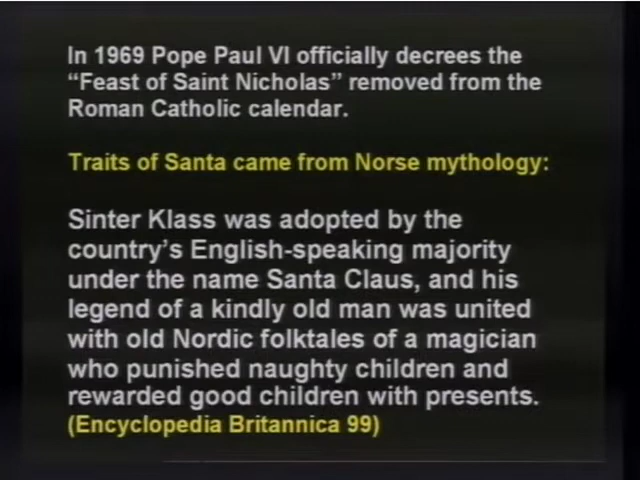 In 1969 Pope Paul VI officially decrees the
“Feast of Saint Nicholas” removed from the
Roman Catholic calendar.
Traits of Santa came from Norse mythology:
Sinter Klass was adopted by the
country’s English-speaking majority
under the name Santa Claus, and his
legend of a kindly old man was united
with old Nordic folktales of a magician
who punished naughty children and
rewarded good children with presents.
(Encyclopedia Britannica 99)